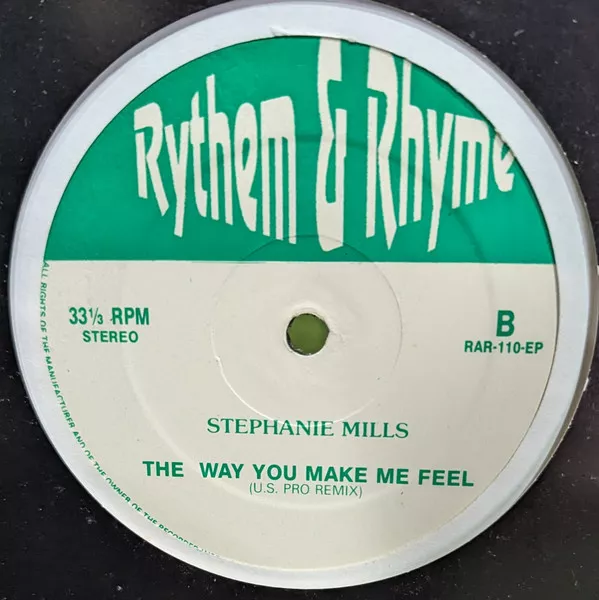 Rythem & Rhyme
33⅓ RPM
STEREO
B
RAR-110-EP
STEPHANIE MILLS
THE WAY YOU MAKE ME FEEL
(U.S. PRO REMIX)
ALL RIGHTS OF THE MANUFACTURER AND OF THE OWNER OF THE RECORDED